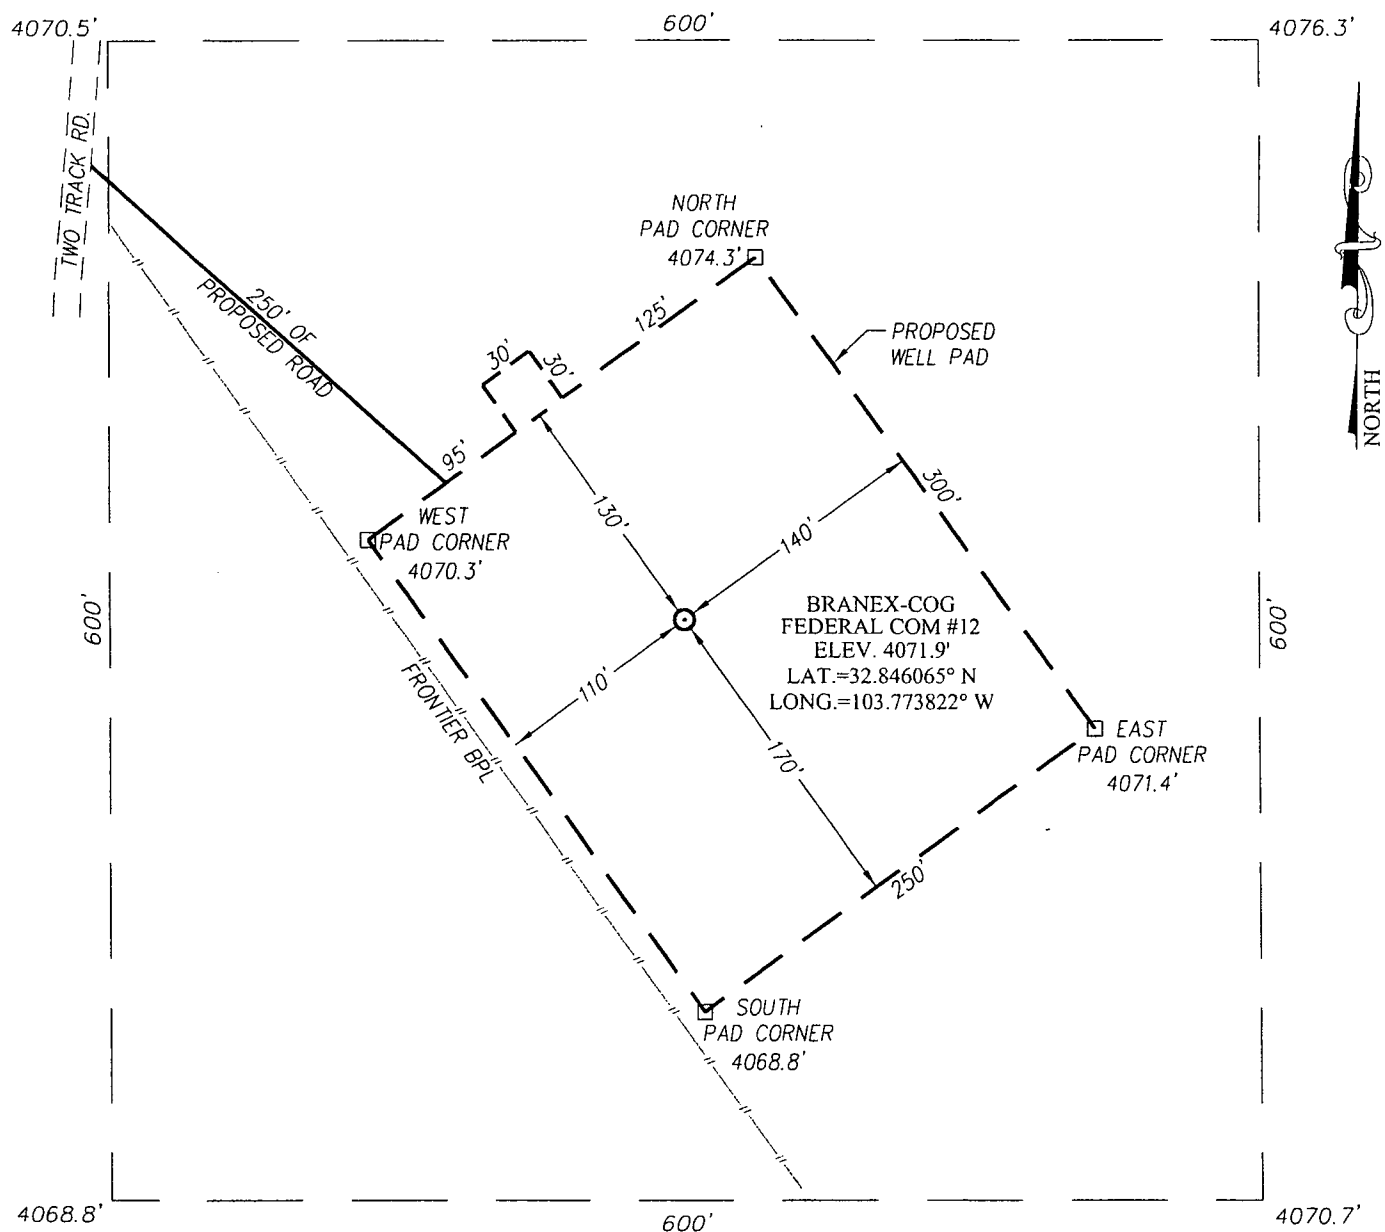 4070.5'
600'
4076.3'
TWO TRACK RD.
NORTH
PAD CORNER
4074.3'
125'
PROPOSED
WELL PAD
250' OF
PROPOSED ROAD
30'
30'
NORTH
95'
300'
WEST
PAD CORNER
4070.3'
130'
140'
600'
BRANEX-COG
FEDERAL COM #12
ELEV. 4071.9'
LAT.=32.846065° N
LONG.=103.773822° W
600'
110'
FRONTIER BPL
170'
EAST
PAD CORNER
4071.4'
250'
SOUTH
PAD CORNER
4068.8'
4068.8'
600'
4070.7'